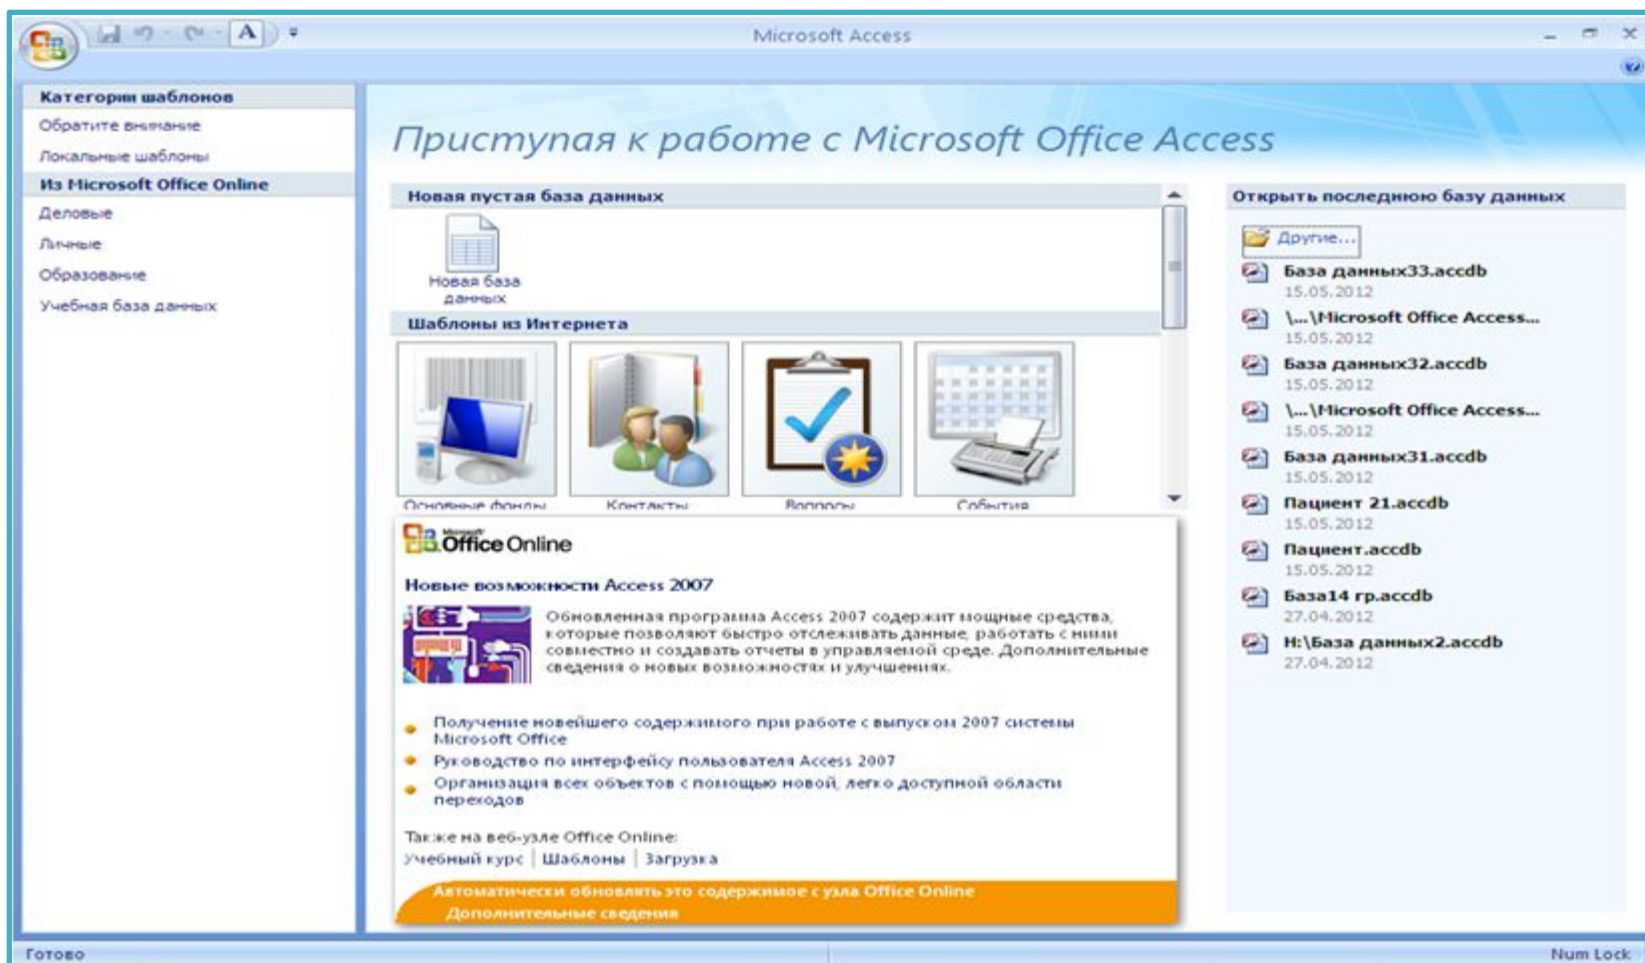 Microsoft Access
Категории шаблонов
Обратите внимание
Локальные шаблоны
Из Microsoft Office Online
Деловые
Личные
Образование
Учебная база данных
Приступая к работе с Microsoft Office Access
Новая пустая база данных
Новая база
данных
Шаблоны из Интернета
Основные фонды
Контакты
Вопросы
События
Microsoft
Office Online
Новые возможности Access 2007
Обновленная программа Access 2007 содержит мощные средства,
которые позволяют быстро отслеживать данные, работать с ними
совместно и создавать отчеты в управляемой среде. Дополнительные
сведения о новых возможностях и улучшениях.
Получение новейшего содержимого при работе с выпуском 2007 системы
Microsoft Office
Руководство по интерфейсу пользователя Access 2007
Организация всех объектов с помощью новой, легко доступной области
переходов
Также на веб-узле Office Online:
Учебный курс | Шаблоны | Загрузка
Автоматически обновлять это содержимое с узла Office Online
Дополнительные сведения
Открыть последнюю базу данных
Другие...
База данных33.accdb
15.05.2012
\...\Microsoft Office Access...
15.05.2012
База данных32.accdb
15.05.2012
\...\Microsoft Office Access...
15.05.2012
База данных31.accdb
15.05.2012
Пациент 21.accdb
15.05.2012
Пациент.accdb
15.05.2012
База14 гр.accdb
27.04.2012
H:\База данных2.accdb
27.04.2012
Готово
Num Lock